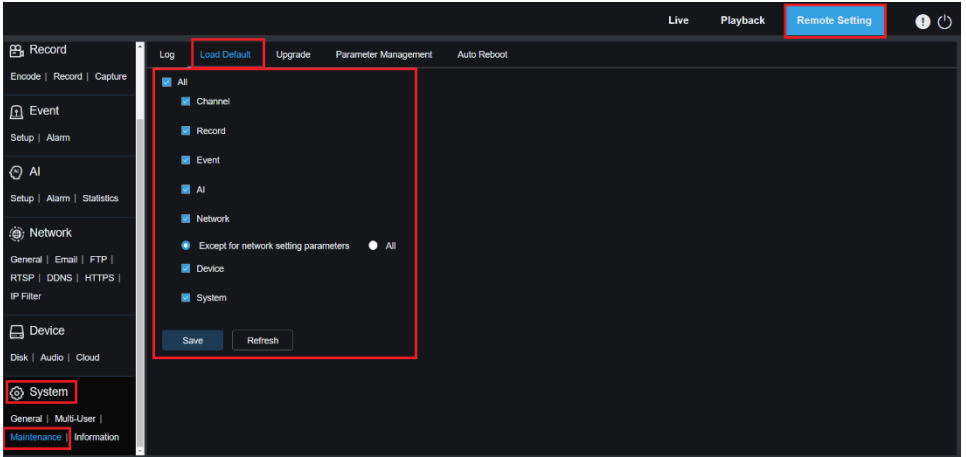 Live Playback Remote Setting
Record
Encode | Record | Capture
Event
Setup | Alarm
AI
Setup | Alarm | Statistics
Network
General | Email | FTP |
RTSP | DDNS | HTTPS |
IP Filter
Device
Disk | Audio | Cloud
System
General | Multi-User |
Maintenance | Information
Log Load Default Upgrade Parameter Management Auto Reboot
All
Channel
Record
Event
AI
Network
Except for network setting parameters All
Device
System
Save Refresh